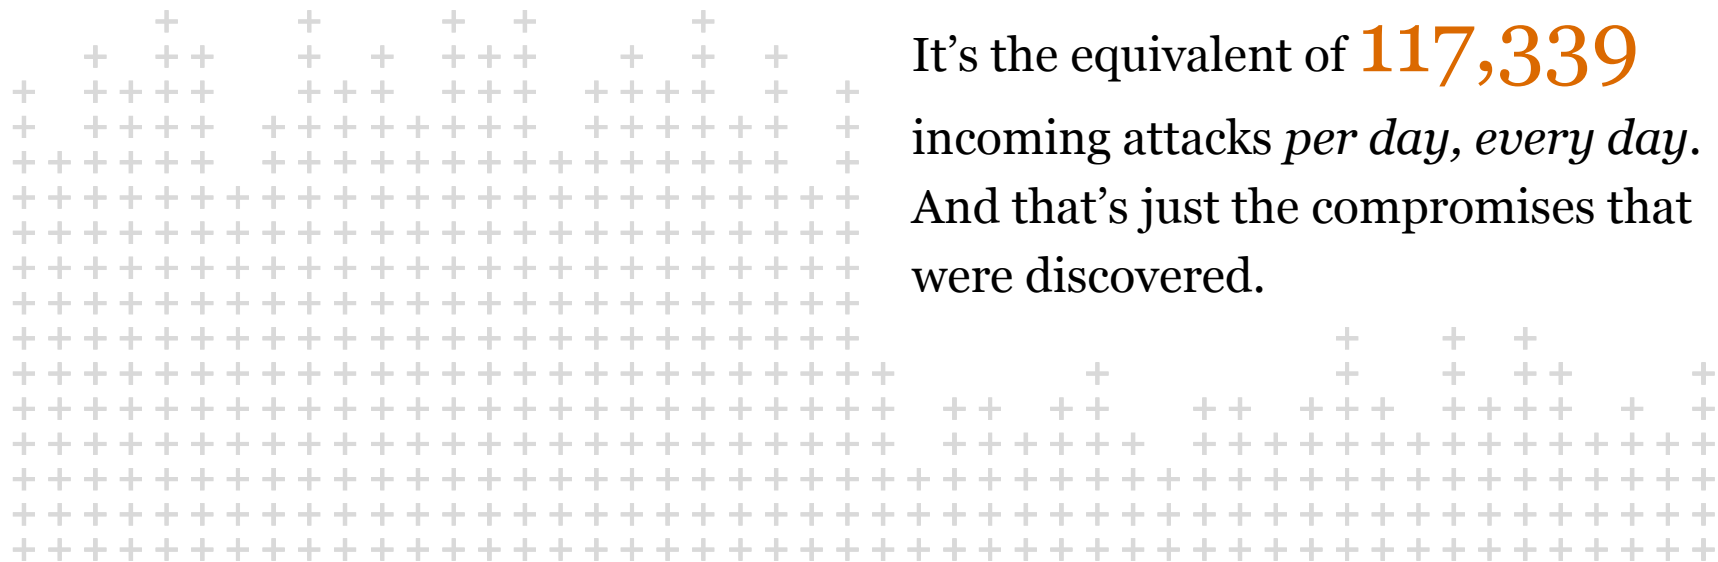 It’s the equivalent of 117,339
incoming attacks per day, every day.
And that’s just the compromises that
were discovered.